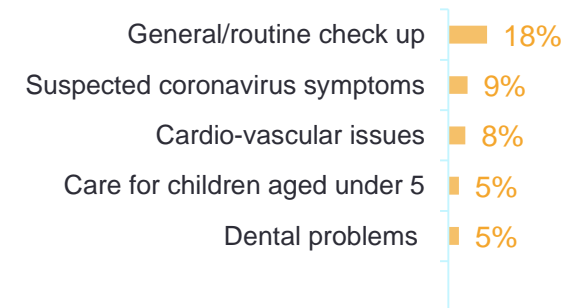 General/routine check up 18%
Suspected coronavirus symptoms 9%
Cardio-vascular issues 8%
Care for children aged under 5 5%
Dental problems 5%